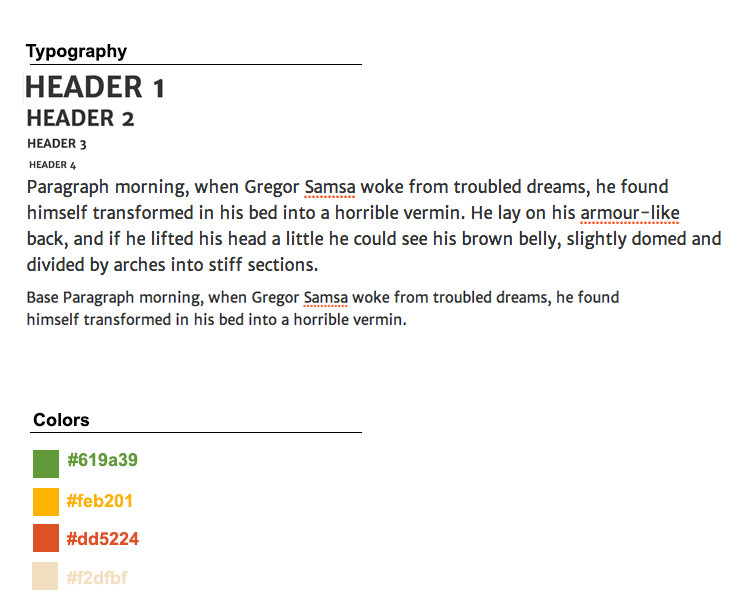 Typography
HEADER 1
HEADER 2
HEADER 3
HEADER 4
Paragraph morning, when Gregor Samsa woke from troubled dreams, he found
himself transformed in his bed into a horrible vermin. He lay on his armour-like
back, and if he lifted his head a little he could see his brown belly, slightly domed and
divided by arches into stiff sections.
Base Paragraph morning, when Gregor Samsa woke from troubled dreams, he found
himself transformed in his bed into a horrible vermin.
Colors
#619a39
#feb201
#dd5224
#f2dfbf